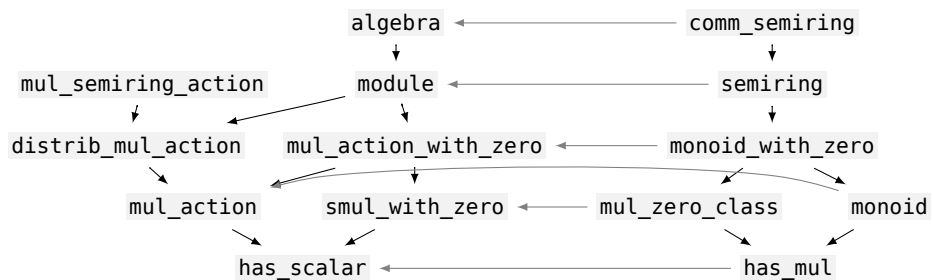 algebra comm_semiring
mul_semiring_action module semiring
distrib_mul_action mul_action_with_zero monoid_with_zero
mul_action smul_with_zero mul_zero_class monoid
has_scalar has_mul